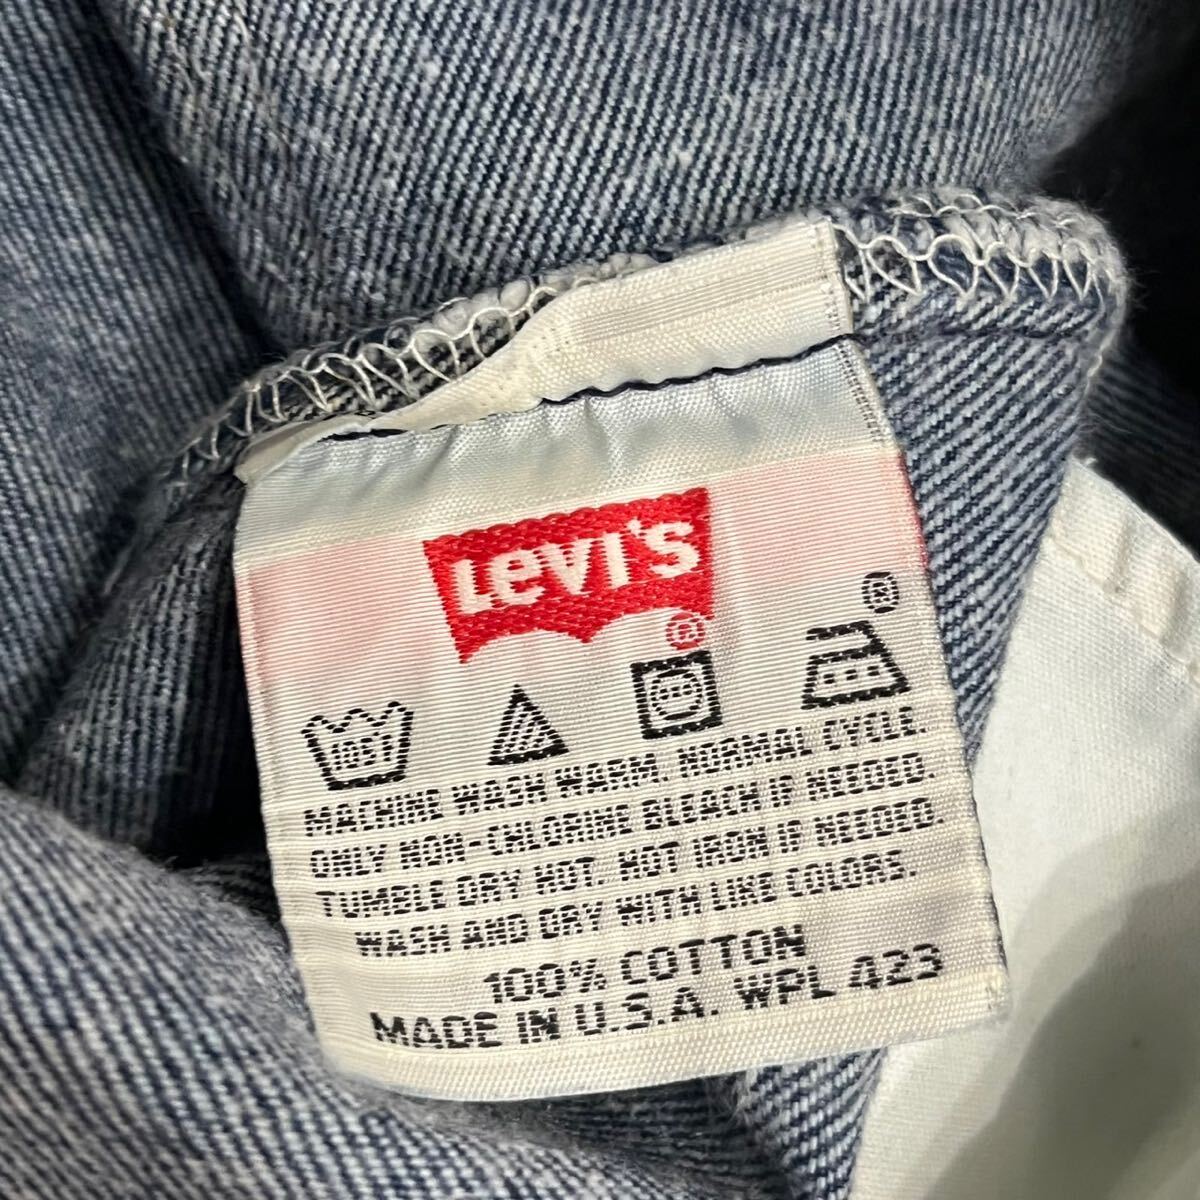 Levi's
®
®
105F
MACHINE WASH WARM. NORMAL CYCLE.
ONLY NON-CHLORINE BLEACH IF NEEDED.
TUMBLE DRY HOT. HOT IRON IF NEEDED.
WASH AND DRY WITH LIKE COLORS.
100% COTTON
MADE IN U.S.A. WPL 423